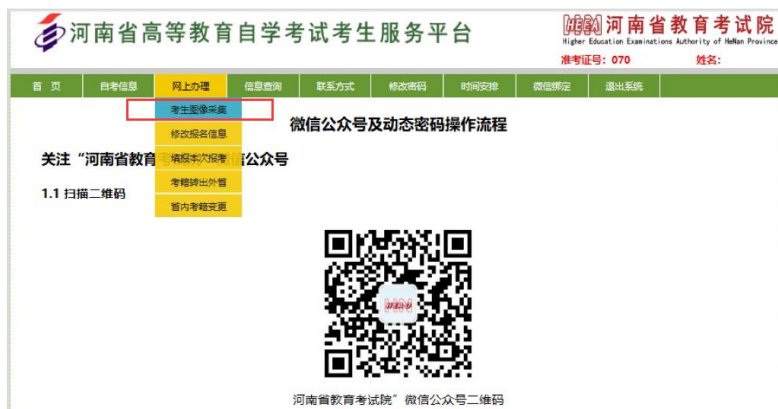 河南省高等教育自学考试考生服务平台
HEEA 河南省教育考试院
Higher Education Examinations Authority of HeNan Province
准考证号：070 姓名：
首 页 自考信息 网上办理 信息查询 联系方式 修改密码 时间安排 微信绑定 退出系统
考生图像采集
修改报名信息
填报本次报考
考籍转出外省
省内考籍变更
微信公众号及动态密码操作流程
关注“河南省教育 微信公众号
1.1 扫描二维码
河南省教育考试院”微信公众号二维码